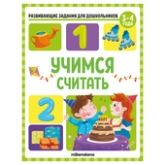 РАЗВИВАЮЩИЕ ЗАДАНИЯ ДЛЯ ДОШКОЛЬНИКОВ
3-4
ГОДА
1
УЧИМСЯ
СЧИТАТЬ
2